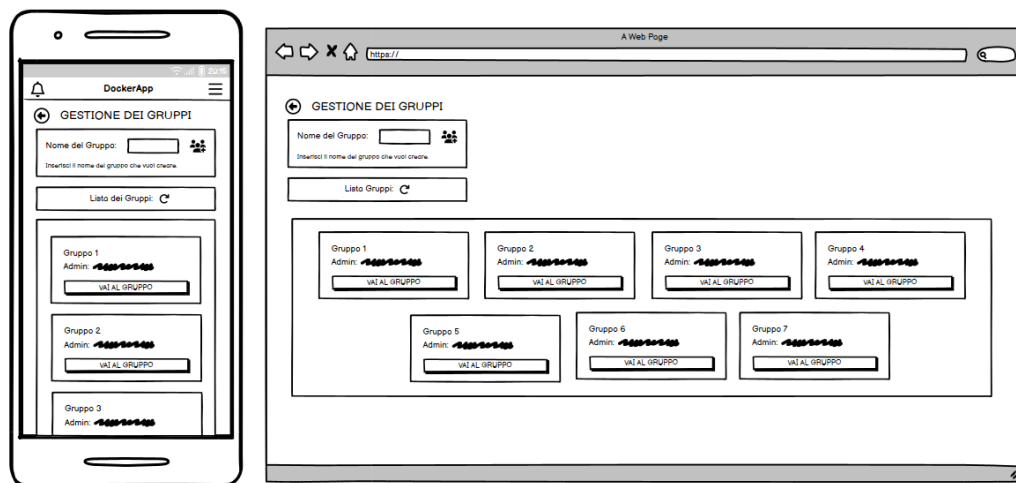 20:15
DockerApp
GESTIONE DEI GRUPPI
Nome del Gruppo:
Inserisci il nome del gruppo che vuoi creare.
Lista dei Gruppi:
Gruppo 1
Admin:
VAI AL GRUPPO
Gruppo 2
Admin:
VAI AL GRUPPO
Gruppo 3
Admin:
A Web Page
https://
GESTIONE DEI GRUPPI
Nome del Gruppo:
Inserisci il nome del gruppo che vuoi creare.
Lista Gruppi:
Gruppo 1
Admin:
VAI AL GRUPPO
Gruppo 2
Admin:
VAI AL GRUPPO
Gruppo 3
Admin:
VAI AL GRUPPO
Gruppo 4
Admin:
VAI AL GRUPPO
Gruppo 5
Admin:
VAI AL GRUPPO
Gruppo 6
Admin:
VAI AL GRUPPO
Gruppo 7
Admin:
VAI AL GRUPPO